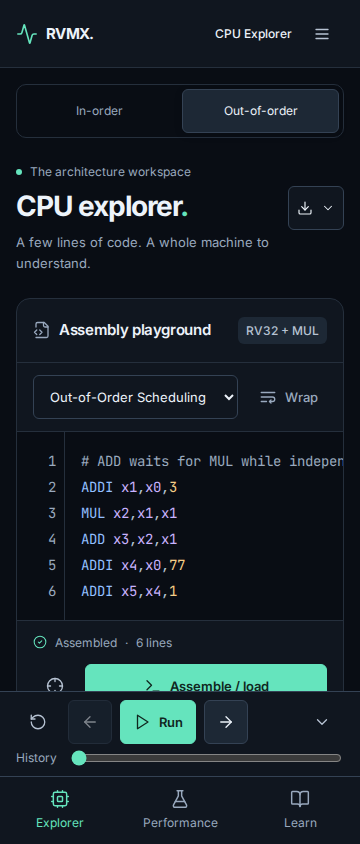 RVMX.
CPU Explorer
In-order
Out-of-order
The architecture workspace
CPU explorer.
A few lines of code. A whole machine to
understand.
Assembly playground
RV32 + MUL
Out-of-Order Scheduling
Wrap
1 # ADD waits for MUL while indepen
2 ADDI x1,x0,3
3 MUL x2,x1,x1
4 ADD x3,x2,x1
5 ADDI x4,x0,77
6 ADDI x5,x4,1
Assembled · 6 lines
Assemble / load
Run
History
Explorer
Performance
Learn